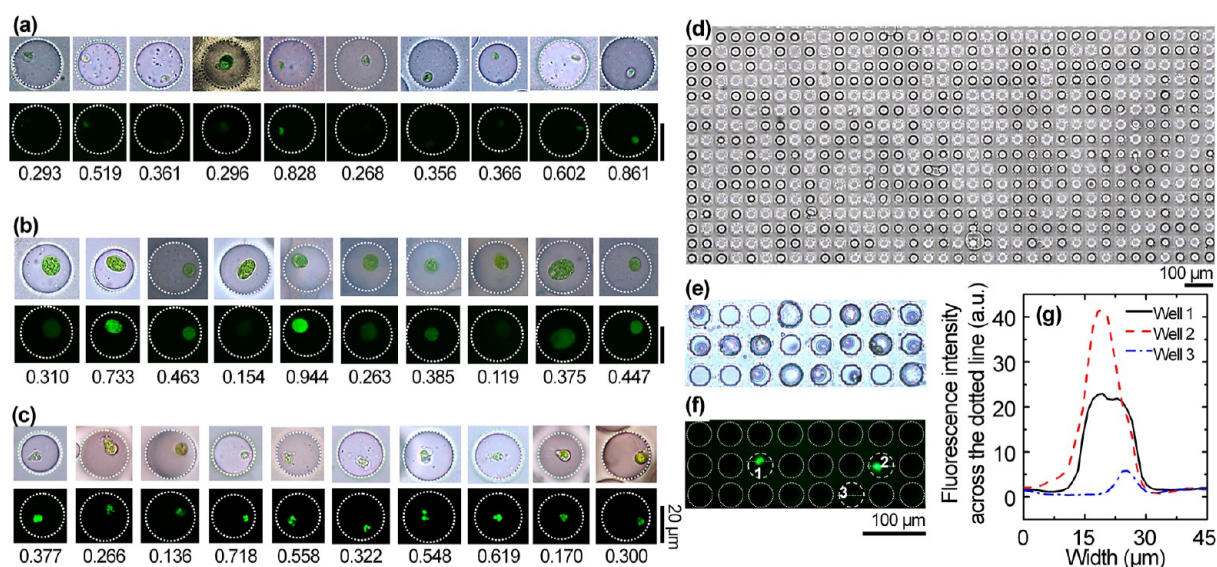 (a)
0.293 0.519 0.361 0.296 0.828 0.268 0.356 0.366 0.602 0.861
(b)
0.310 0.733 0.463 0.154 0.944 0.263 0.385 0.119 0.375 0.447
(c)
20 µm
0.377 0.266 0.136 0.718 0.558 0.322 0.548 0.619 0.170 0.300
(d)
100 µm
(e)
(f)
1
2
3
100 µm
(g)
Fluorescence intensity
across the dotted line (a.u.)
Well 1
Well 2
Well 3
40
30
20
10
0
0 15 30 45
Width (µm)